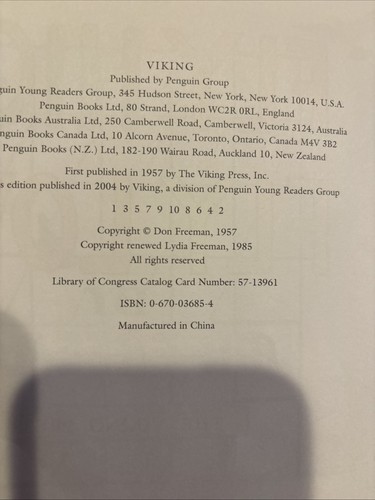 VIKING
Published by Penguin Group
guin Young Readers Group, 345 Hudson Street, New York, New York 10014, U.S.A.
Penguin Books Ltd, 80 Strand, London WC2R 0RL, England
uin Books Australia Ltd, 250 Camberwell Road, Camberwell, Victoria 3124, Australia
nguin Books Canada Ltd, 10 Alcorn Avenue, Toronto, Ontario, Canada M4V 3B2
Penguin Books (N.Z.) Ltd, 182-190 Wairau Road, Auckland 10, New Zealand
First published in 1957 by The Viking Press, Inc.
s edition published in 2004 by Viking, a division of Penguin Young Readers Group
1 3 5 7 9 10 8 6 4 2
Copyright © Don Freeman, 1957
Copyright renewed Lydia Freeman, 1985
All rights reserved
Library of Congress Catalog Card Number: 57-13961
ISBN: 0-670-03685-4
Manufactured in China